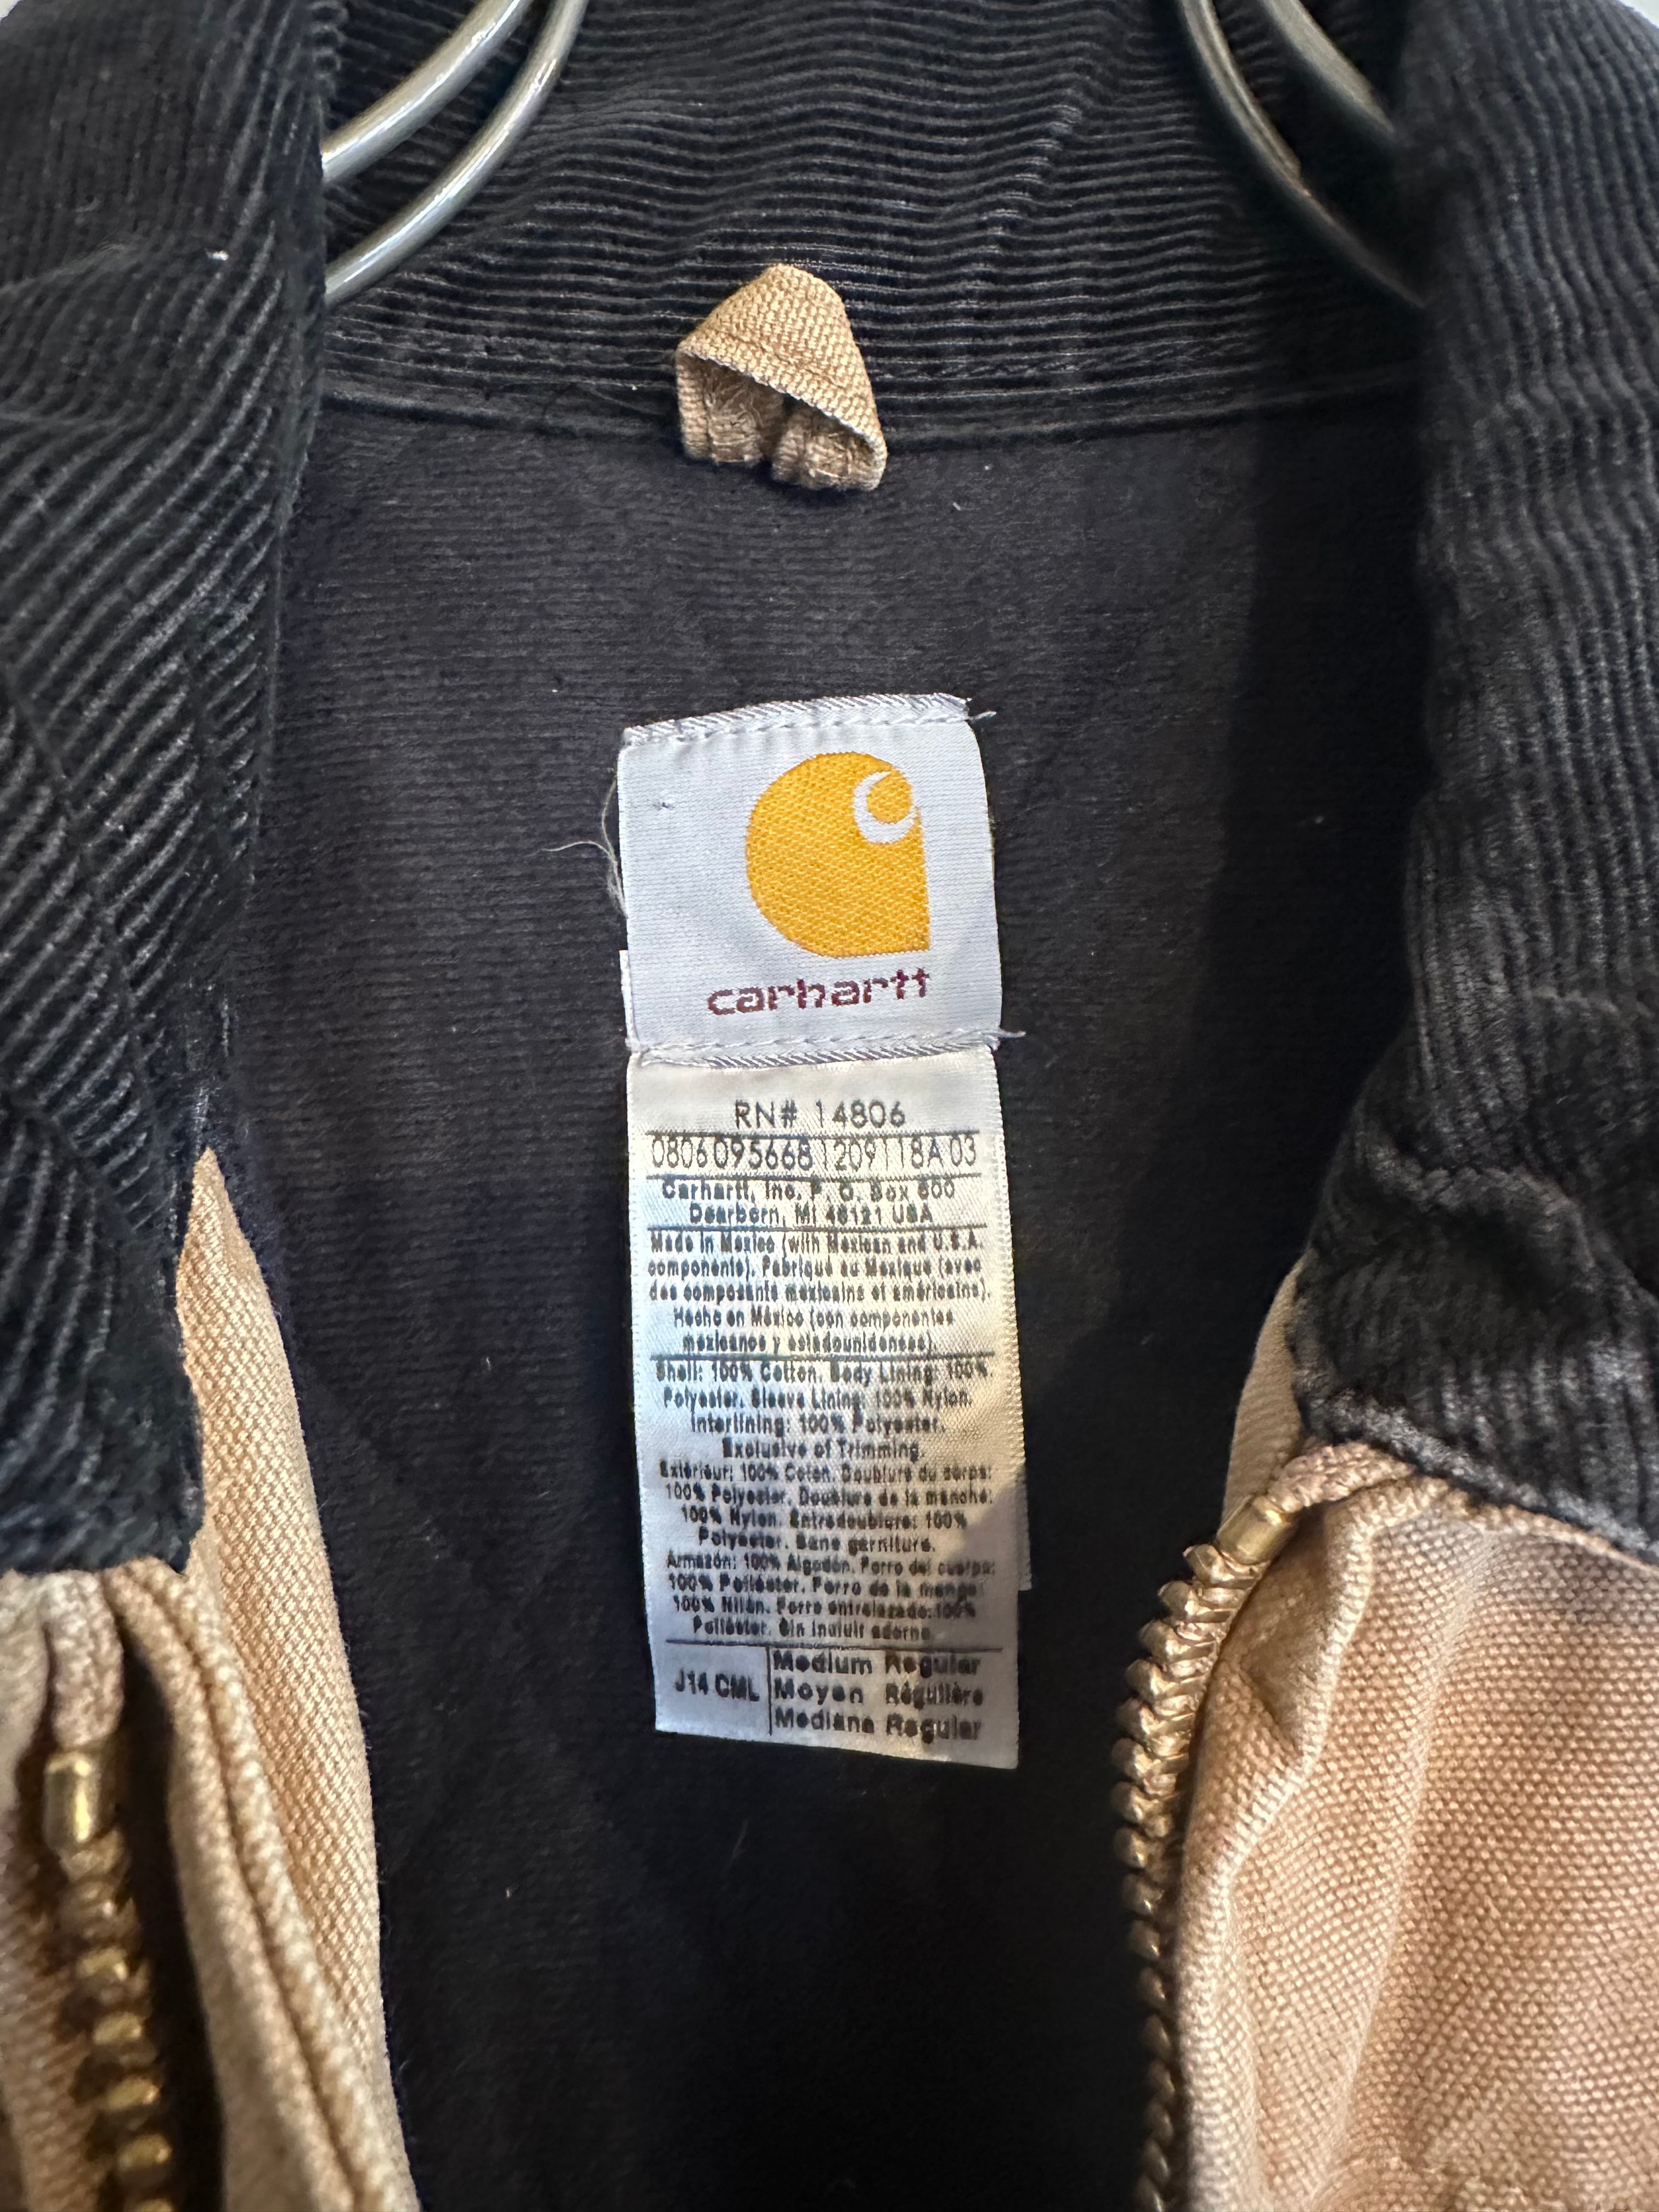 carhartt
RN# 14806
0806095668 1209118A 03
Carhartt, Inc. P. O. Box 600
Dearborn, MI 48121 USA
Made in Mexico (with Mexican and U.S.A.
components). Fabriqué au Mexique (avec
des composants mexicains et américains).
Hecho en México (con componentes
mexicanos y estadounidenses).
Shell: 100% Cotton. Body Lining: 100%
Polyester. Sleeve Lining: 100% Nylon.
Interlining: 100% Polyester.
Exclusive of Trimming.
Extérieur: 100% Coton. Doublure du corps:
100% Polyester. Doublure de la manche:
100% Nylon. Entredoublure: 100%
Polyester. Sans garniture.
Armazón: 100% Algodón. Forro del cuerpo:
100% Poliéster. Forro de la manga:
100% Nilón. Forro entrelazado: 100%
Poliéster. Sin incluir adorno.
J14 CML
Medium Regular
Moyen Régulière
Mediana Regular